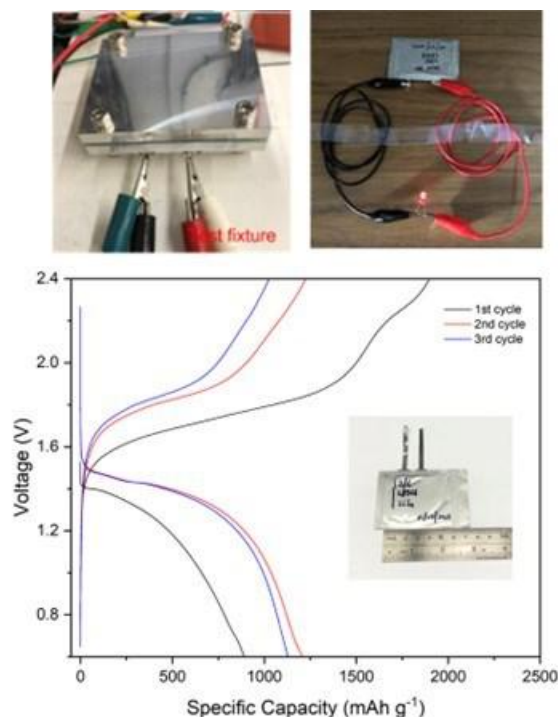 st fixture
2.4
2.0
1.6
1.2
0.8
Voltage (V)
1st cycle
2nd cycle
3rd cycle
0
500
1000
1500
2000
2500
Specific Capacity (mAh g⁻¹)